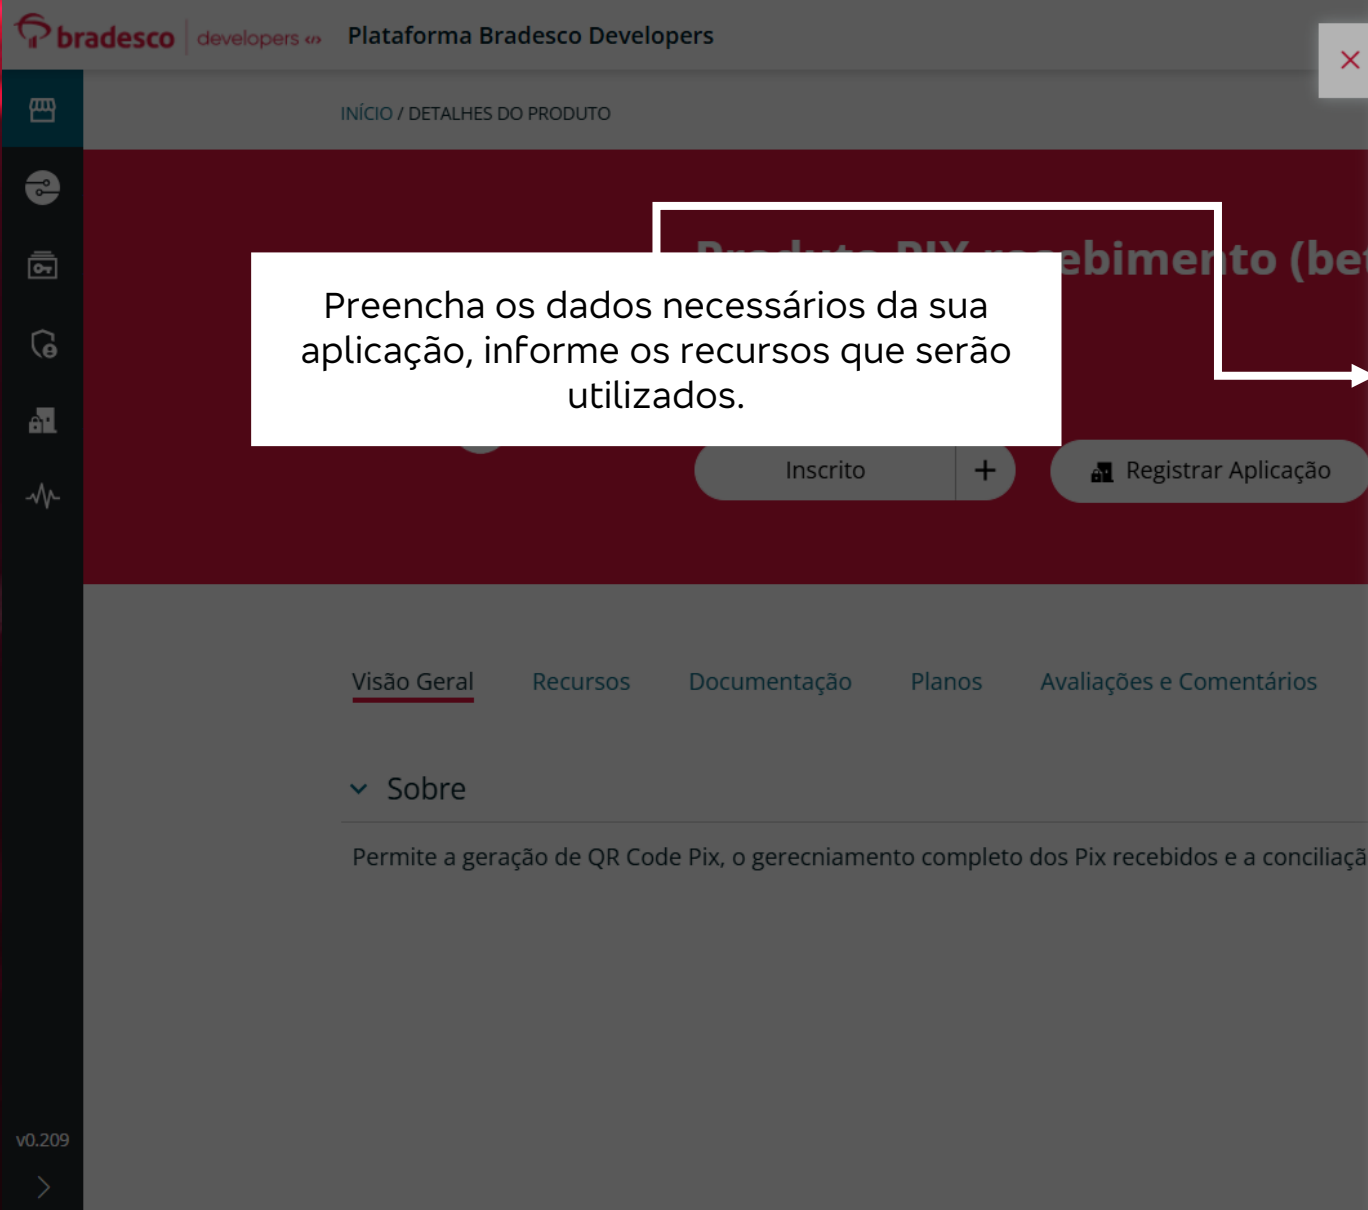 bradesco developers Plataforma Bradesco Developers
INÍCIO / DETALHES DO PRODUTO
Preencha os dados necessários da sua
aplicação, informe os recursos que serão
utilizados.
Inscrito + Registrar Aplicação
Visão Geral Recursos Documentação Planos Avaliações e Comentários
Sobre
Permite a geração de QR Code Pix, o gerecniamento completo dos Pix recebidos e a conciliaçã
v0.209